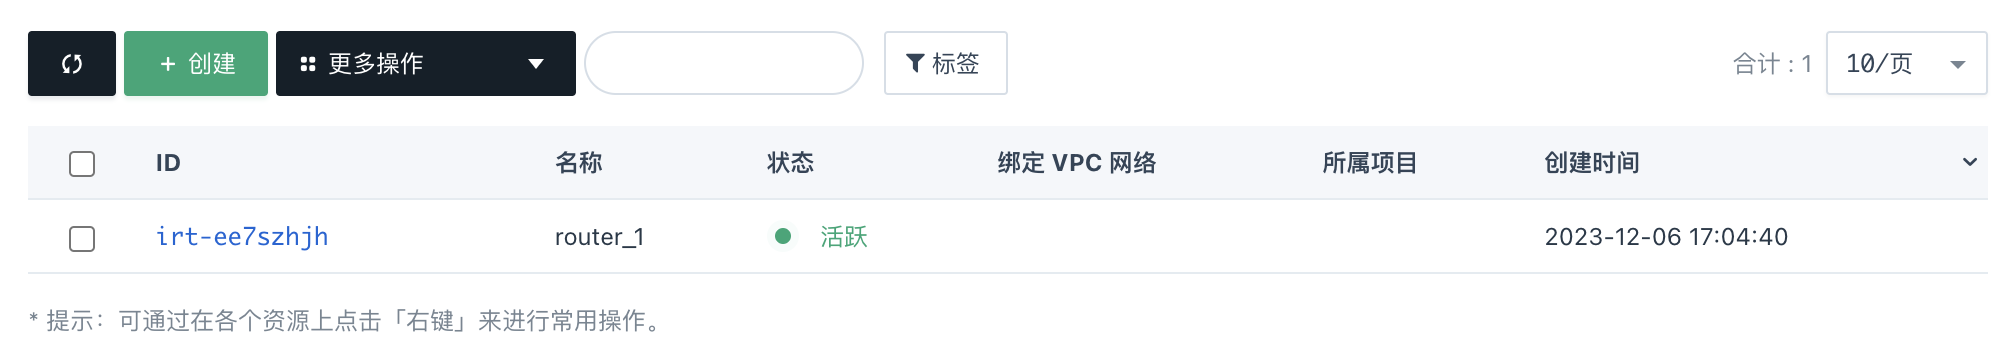 + 创建 更多操作 标签 合计 : 1 10/页
ID 名称 状态 绑定 VPC 网络 所属项目 创建时间
irt-ee7szhjh router_1 活跃 2023-12-06 17:04:40
* 提示：可通过在各个资源上点击「右键」来进行常用操作。